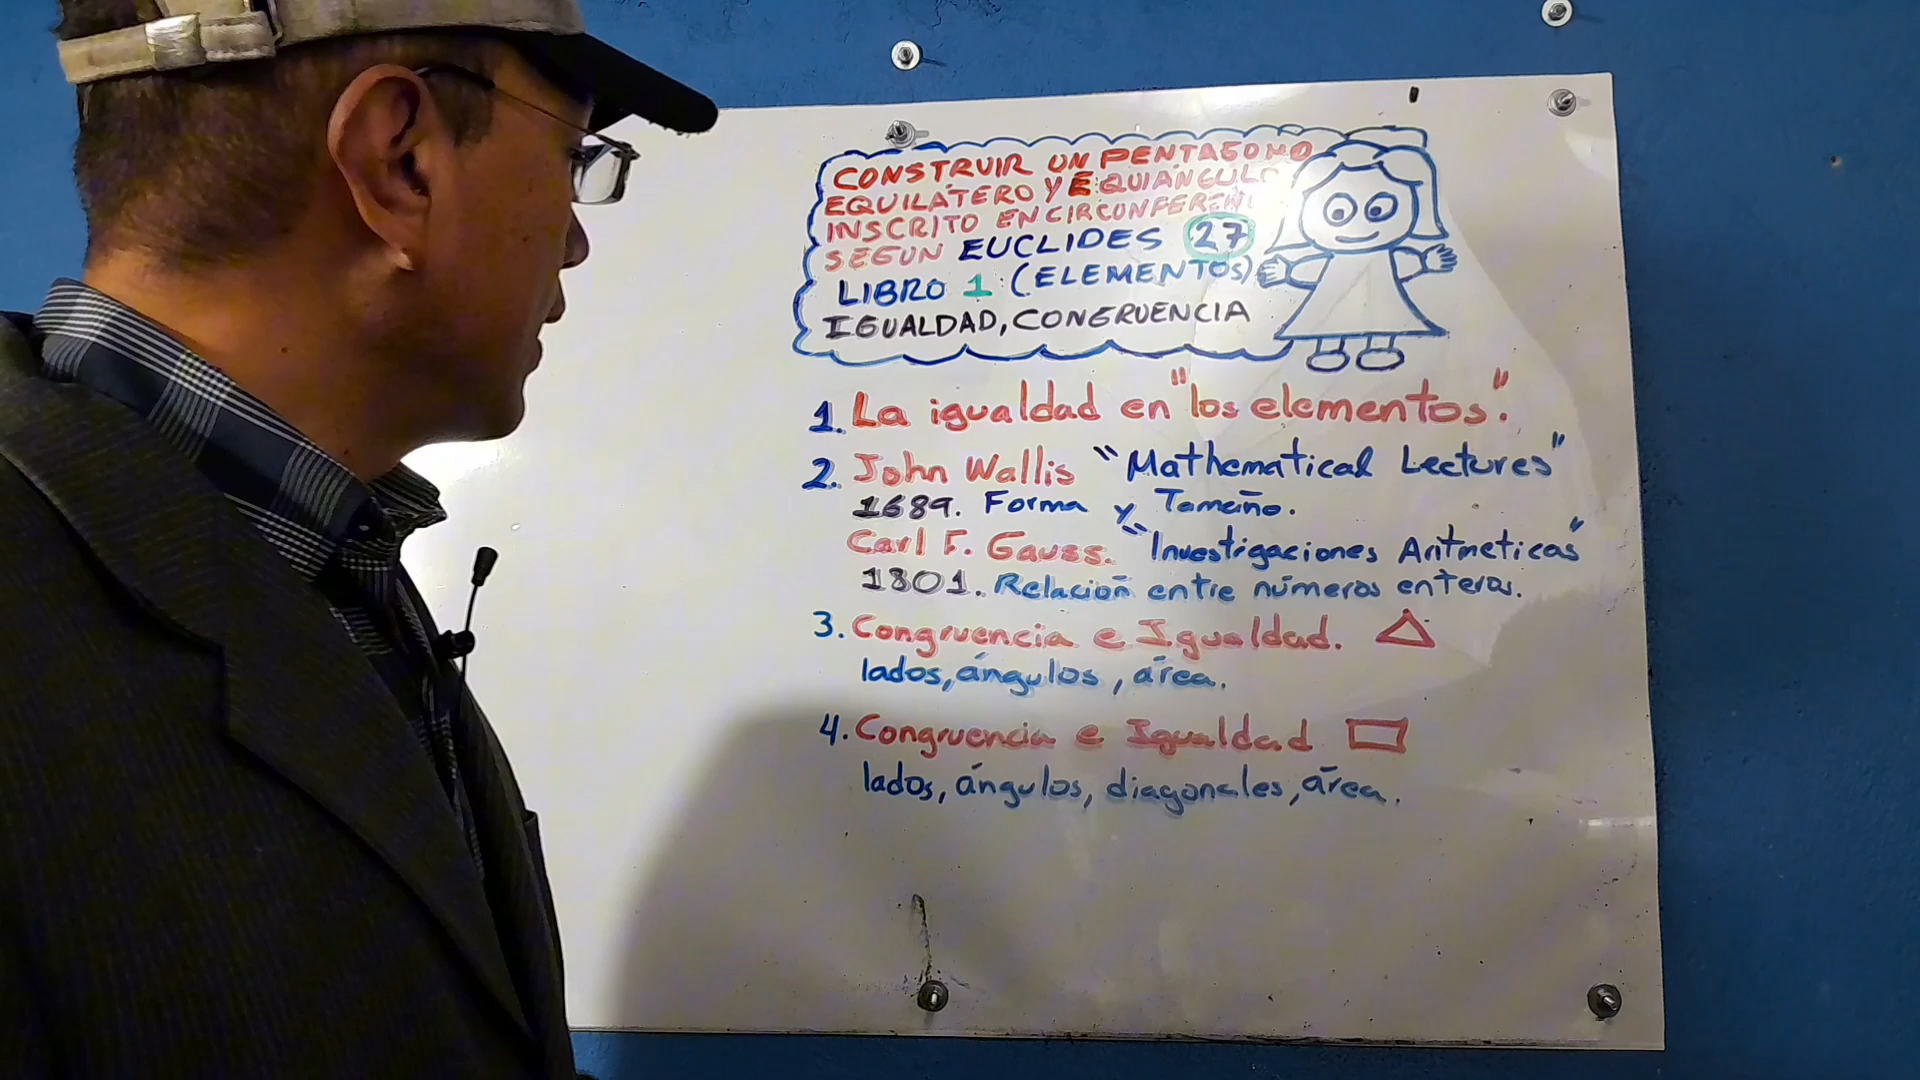 CONSTRUIR UN PENTAGONO
EQUILÁTERO Y EQUIÁNGULO
INSCRITO EN CIRCONFEREN
SEGUN EUCLIDES 27
LIBRO 1 (ELEMENTOS)
IGUALDAD, CONGRUENCIA
1. La igualdad en "los elementos".
2. John Wallis "Mathematical Lectures"
1689. Forma y Tamaño.
Carl F. Gauss. "Investigaciones Aritmeticas"
1801. Relación entre números enteros.
3. Congruencia e Igualdad.
lados, ángulos, área.
4. Congruencia e Igualdad
lados, ángulos, diagonales, área.